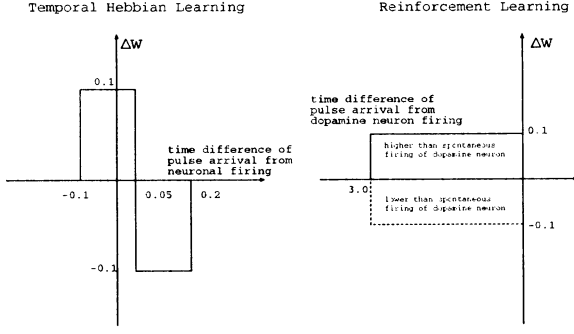 Temporal Hebbian Learning
ΔW
0.1
time difference of
pulse arrival from
neuronal firing
-0.1
0.05
0.2
-0.1
Reinforcement Learning
ΔW
time difference of
pulse arrival from
dopamine neuron firing
0.1
higher than spontaneous
firing of dopamine neuron
3.0
lower than spontaneous
firing of dopamine neuron
-0.1